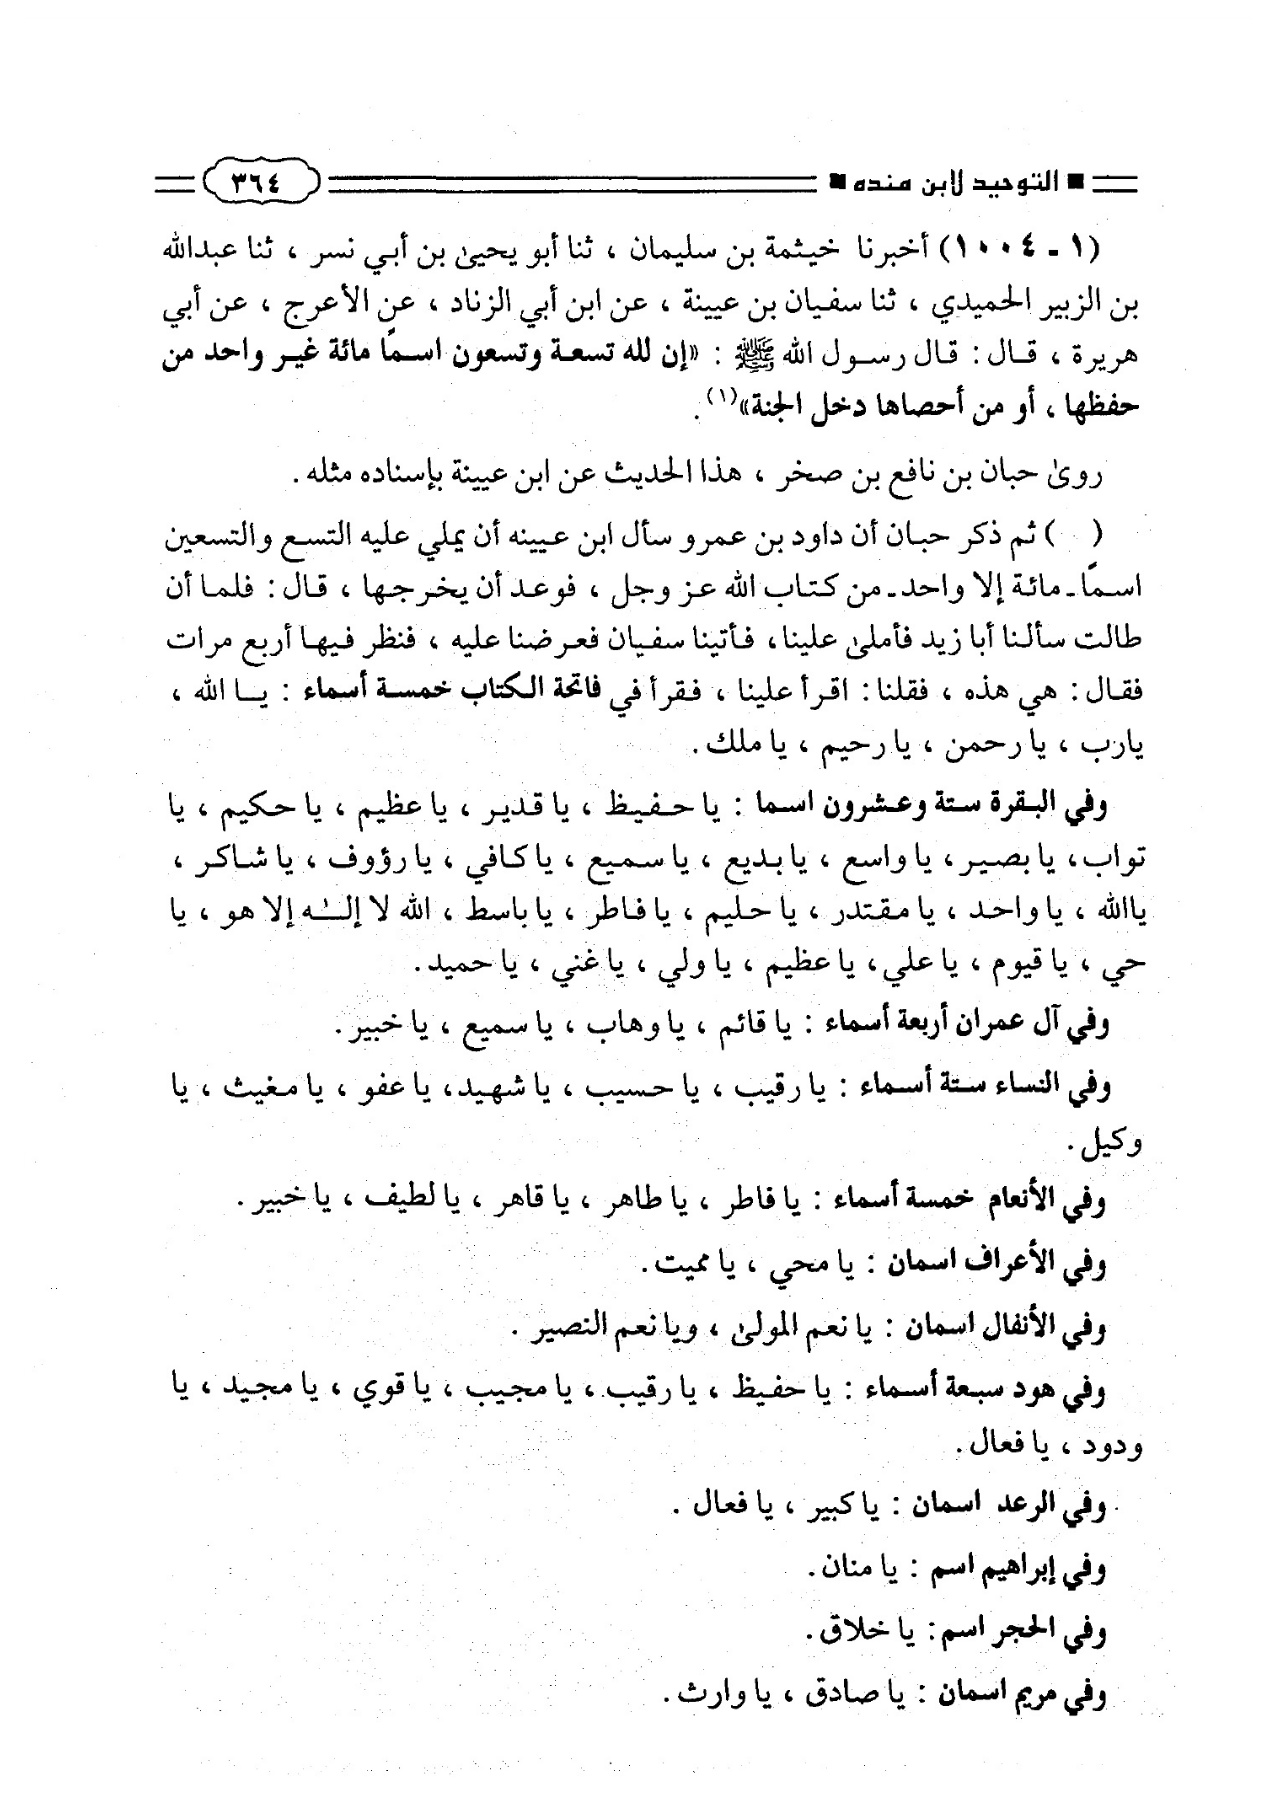 ■ التوحيد لابن منده ■ ٣٦٤
(١ - ١٠٠٤) أخبرنا خيثمة بن سليمان ، ثنا أبو يحيىٰ بن أبي نسر ، ثنا عبدالله
بن الزبير الحميدي ، ثنا سفيان بن عيينة ، عن ابن أبي الزناد ، عن الأعرج ، عن أبي
هريرة ، قال : قال رسول الله ﷺ : «إن لله تسعة وتسعون اسمًا مائة غير واحد من
حفظها ، أو من أحصاها دخل الجنة»(١) .
روىٰ حبان بن نافع بن صخر ، هذا الحديث عن ابن عيينة بإسناده مثله .
( ) ثم ذكر حبان أن داود بن عمرو سأل ابن عيينه أن يملي عليه التسع والتسعين
اسمًا ـ مائة إلا واحد ـ من كتاب الله عز وجل ، فوعد أن يخرجها ، قال : فلما أن
طالت سألنا أبا زيد فأملىٰ علينا ، فأتينا سفيان فعرضنا عليه ، فنظر فيها أربع مرات
فقال : هي هذه ، فقلنا : اقرأ علينا ، فقرأ في فاتحة الكتاب خمسة أسماء : يا الله ،
يارب ، يا رحمن ، يا رحيم ، يا ملك .
وفي البقرة ستة وعشرون اسما : يا حفيظ ، يا قدير ، يا عظيم ، يا حكيم ، يا
تواب ، يا بصير ، يا واسع ، يا بديع ، يا سميع ، يا كافي ، يا رؤوف ، يا شاكر ،
ياالله ، يا واحد ، يا مقتدر ، يا حليم ، يا فاطر ، يا باسط ، الله لا إلـٰه إلا هو ، يا
حي ، يا قيوم ، يا علي ، يا عظيم ، يا ولي ، يا غني ، يا حميد .
وفي آل عمران أربعة أسماء : يا قائم ، يا وهاب ، يا سميع ، يا خبير .
وفي النساء ستة أسماء : يا رقيب ، يا حسيب ، يا شهيد ، يا عفو ، يا مغيث ، يا
وكيل .
وفي الأنعام خمسة أسماء : يا فاطر ، يا طاهر ، يا قاهر ، يا لطيف ، يا خبير .
وفي الأعراف اسمان : يا محي ، يا مميت .
وفي الأنفال اسمان : يا نعم المولىٰ ، ويا نعم النصير .
وفي هود سبعة أسماء : يا حفيظ ، يا رقيب ، يا مجيب ، يا قوي ، يا مجيد ، يا
ودود ، يا فعال .
وفي الرعد اسمان : يا كبير ، يا فعال .
وفي إبراهيم اسم : يا منان .
وفي الحجر اسم : يا خلاق .
وفي مريم اسمان : يا صادق ، يا وارث .